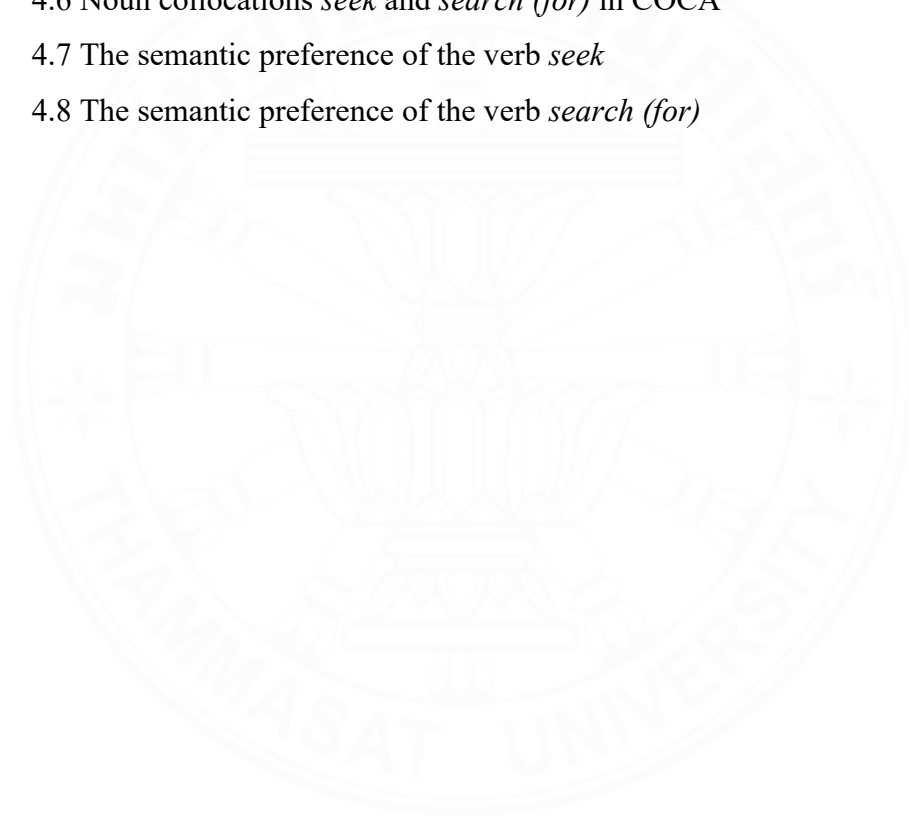 4.6 Noun collocations seek and search (for) in COCA
4.7 The semantic preference of the verb seek
4.8 The semantic preference of the verb search (for)
THAMMASAT UNIVERSITY